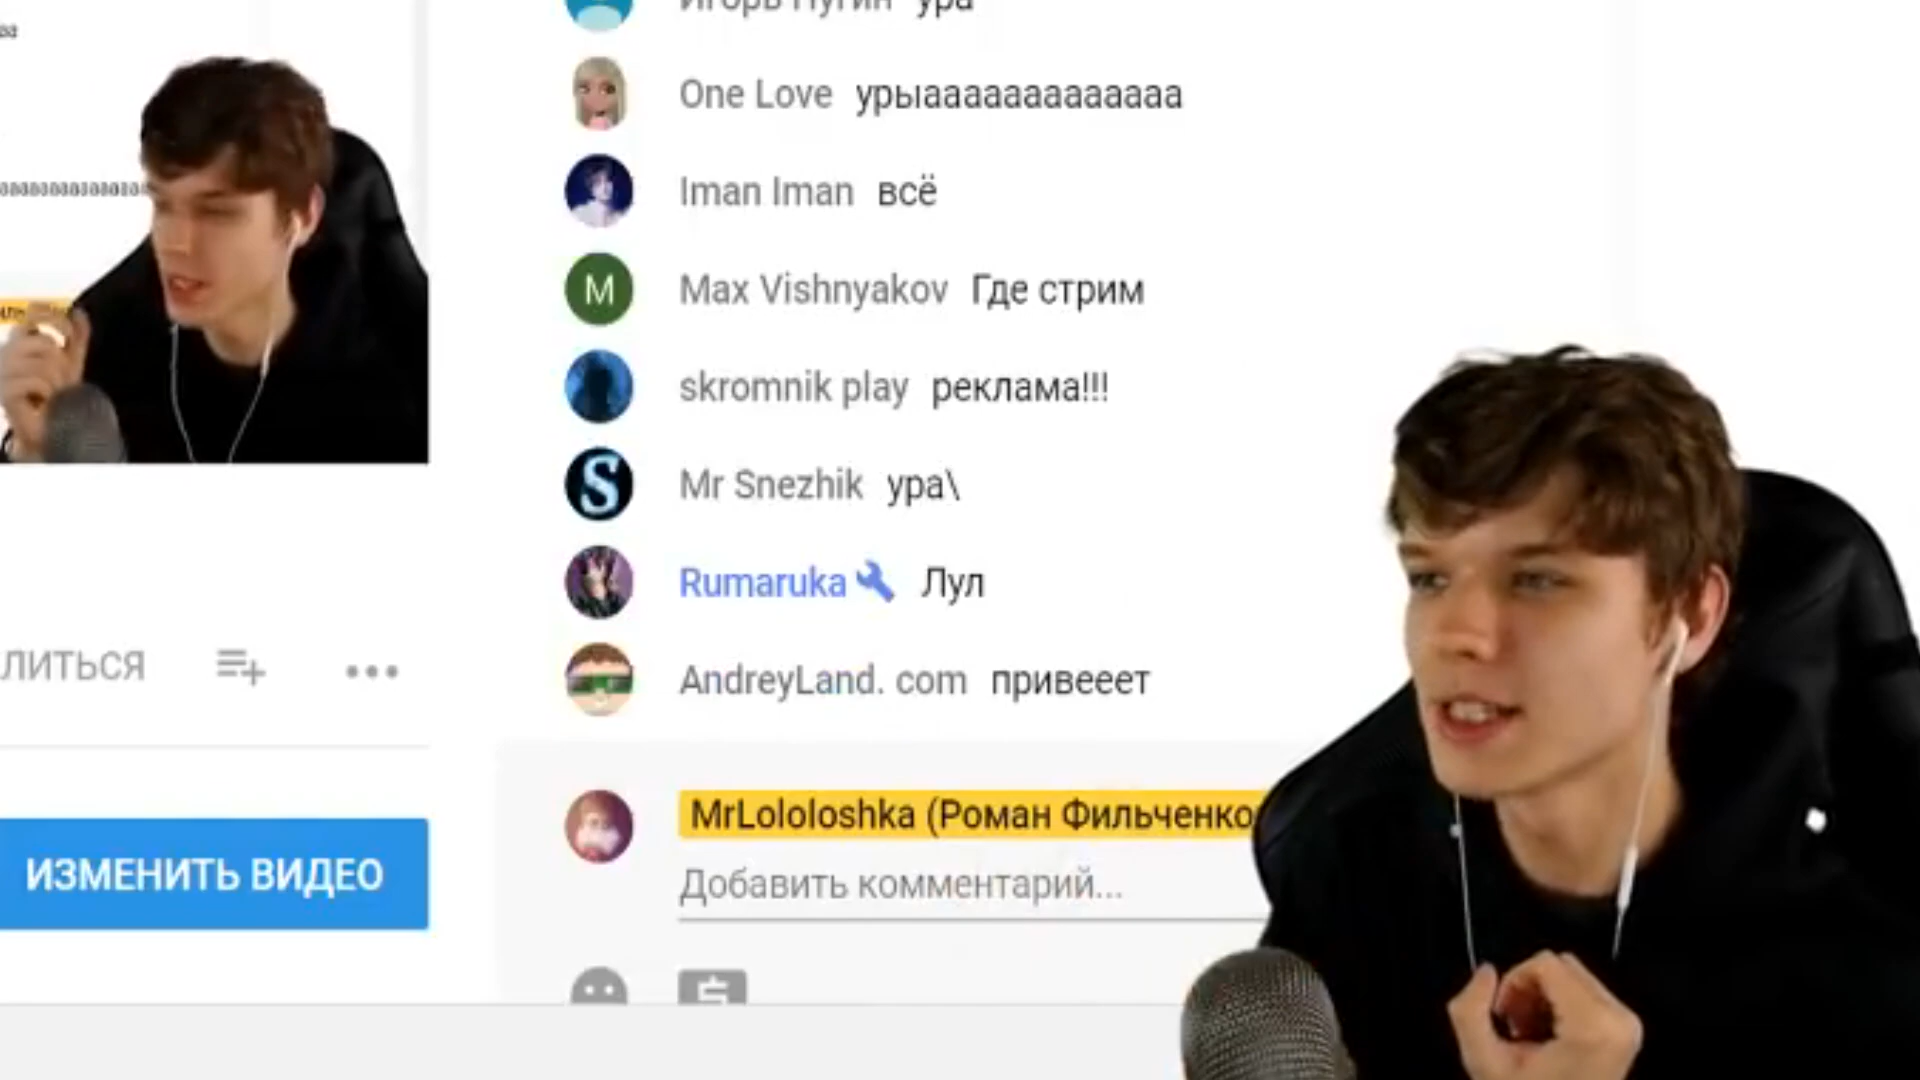 Игорь Пугин ура
One Love урыааааааааааааа
Iman Iman всё
M Max Vishnyakov Где стрим
skromnik play реклама!!!
S Mr Snezhik ура\
Rumaruka Лул
AndreyLand. com привееет
ЛИТЬСЯ
MrLololoshka (Роман Фильченко
ИЗМЕНИТЬ ВИДЕО
Добавить комментарий...